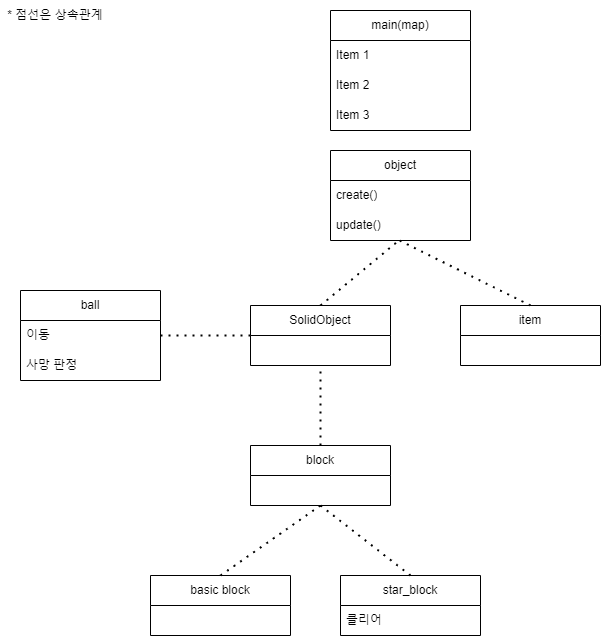 * 점선은 상속관계
main(map)
Item 1
Item 2
Item 3
object
create()
update()
ball
이동
사망 판정
SolidObject
item
block
basic block
star_block
클리어